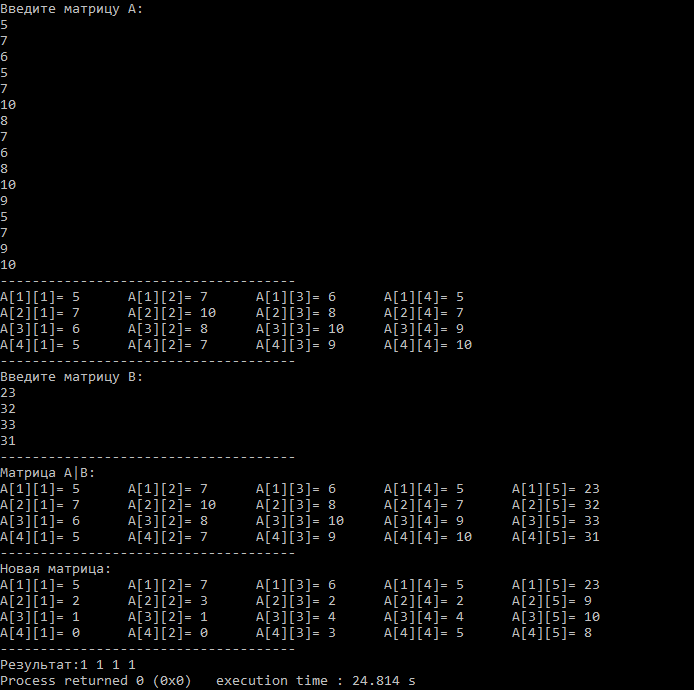 Введите матрицу A:
5
7
6
5
7
10
8
7
6
8
10
9
5
7
9
10
-------------------------------------
A[1][1]= 5 A[1][2]= 7 A[1][3]= 6 A[1][4]= 5
A[2][1]= 7 A[2][2]= 10 A[2][3]= 8 A[2][4]= 7
A[3][1]= 6 A[3][2]= 8 A[3][3]= 10 A[3][4]= 9
A[4][1]= 5 A[4][2]= 7 A[4][3]= 9 A[4][4]= 10
-------------------------------------
Введите матрицу B:
23
32
33
31
-------------------------------------
Матрица A|B:
A[1][1]= 5 A[1][2]= 7 A[1][3]= 6 A[1][4]= 5 A[1][5]= 23
A[2][1]= 7 A[2][2]= 10 A[2][3]= 8 A[2][4]= 7 A[2][5]= 32
A[3][1]= 6 A[3][2]= 8 A[3][3]= 10 A[3][4]= 9 A[3][5]= 33
A[4][1]= 5 A[4][2]= 7 A[4][3]= 9 A[4][4]= 10 A[4][5]= 31
-------------------------------------
Новая матрица:
A[1][1]= 5 A[1][2]= 7 A[1][3]= 6 A[1][4]= 5 A[1][5]= 23
A[2][1]= 2 A[2][2]= 3 A[2][3]= 2 A[2][4]= 2 A[2][5]= 9
A[3][1]= 1 A[3][2]= 1 A[3][3]= 4 A[3][4]= 4 A[3][5]= 10
A[4][1]= 0 A[4][2]= 0 A[4][3]= 3 A[4][4]= 5 A[4][5]= 8
-------------------------------------
Результат:1 1 1 1
Process returned 0 (0x0) execution time : 24.814 s